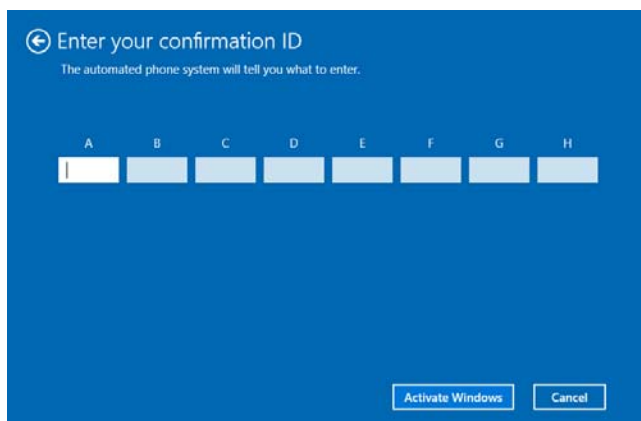 Enter your confirmation ID
The automated phone system will tell you what to enter.
A B C D E F G H
Activate Windows Cancel